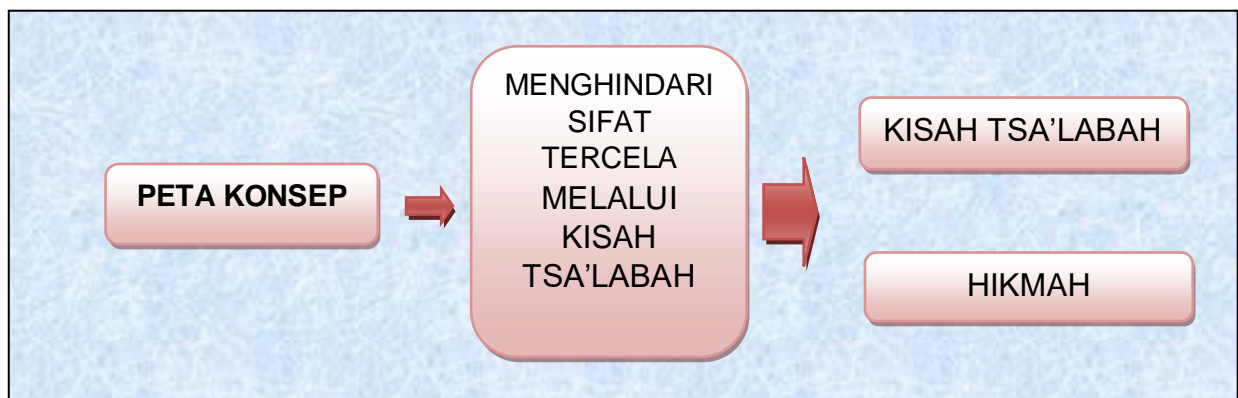 PETA KONSEP
MENGHINDARI
SIFAT
TERCELA
MELALUI
KISAH
TSA’LABAH
KISAH TSA’LABAH
HIKMAH